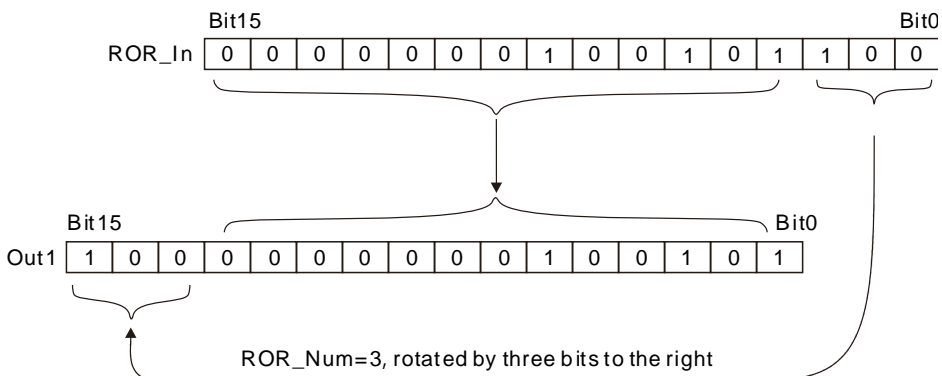 Bit15 Bit0
ROR_In 0 0 0 0 0 0 0 1 0 0 1 0 1 1 0 0
Bit15 Bit0
Out1 1 0 0 0 0 0 0 0 0 0 1 0 0 1 0 1
ROR_Num=3, rotated by three bits to the right